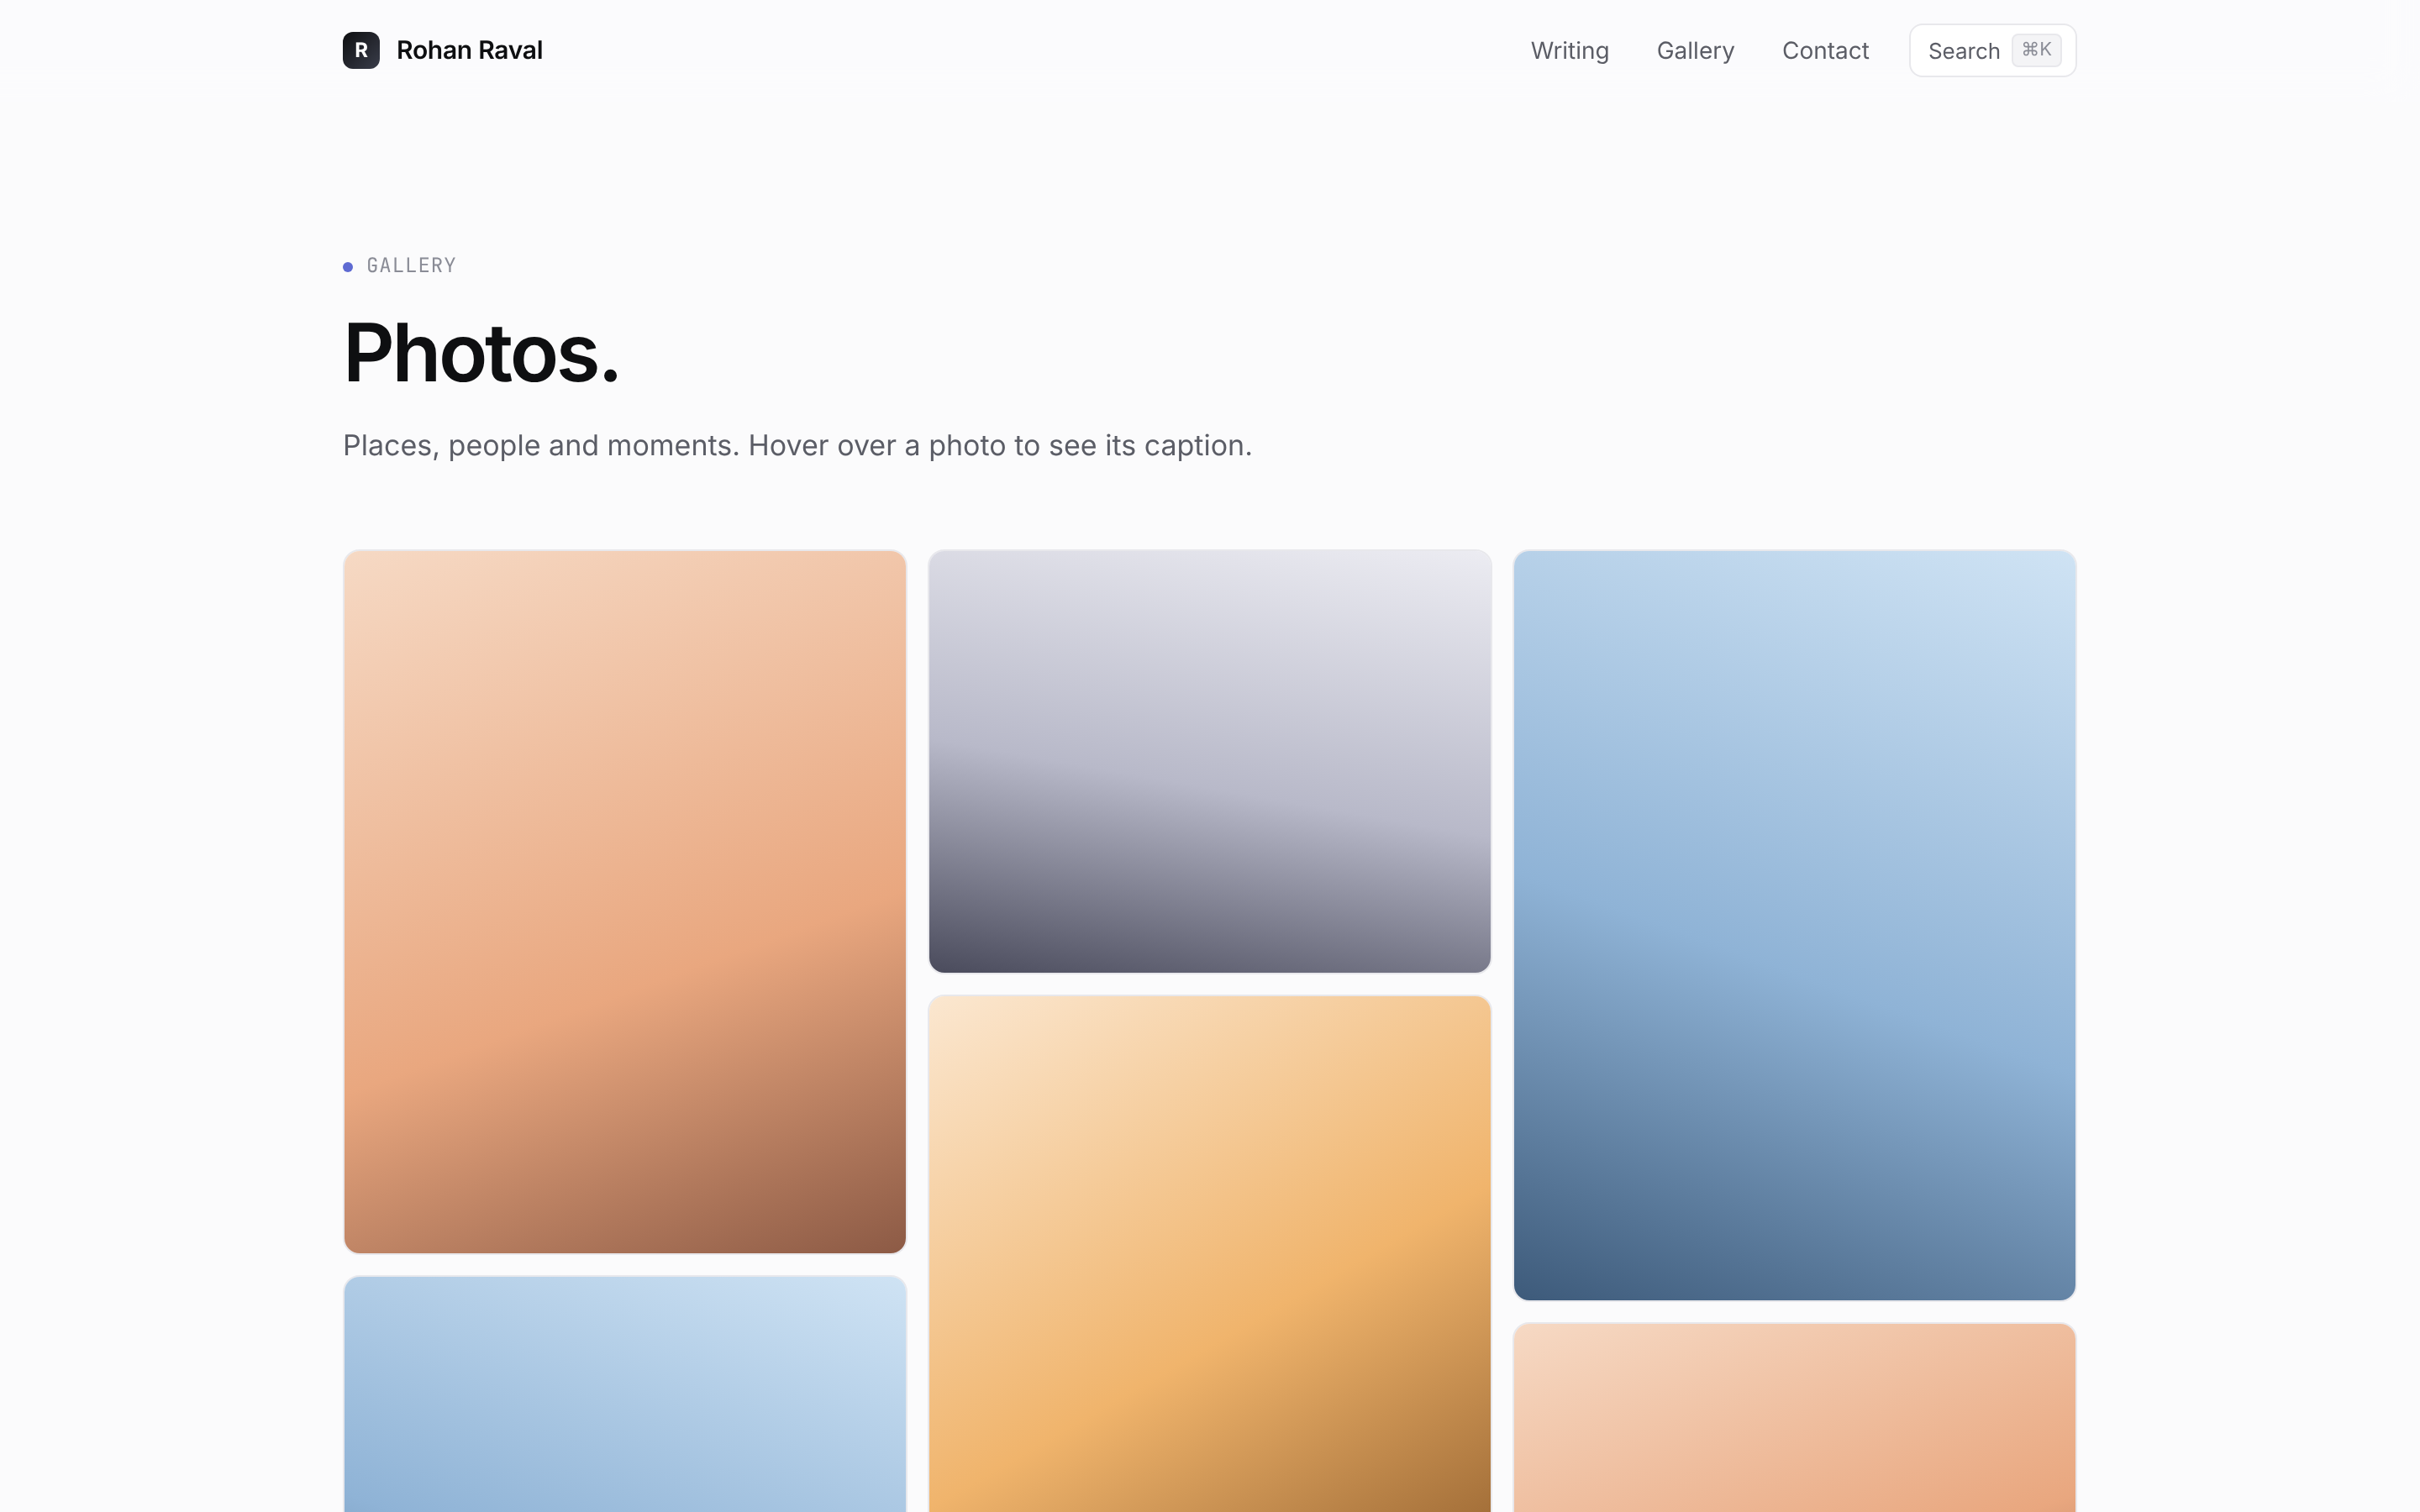 R Rohan Raval
Writing Gallery Contact Search ⌘K
GALLERY
Photos.
Places, people and moments. Hover over a photo to see its caption.